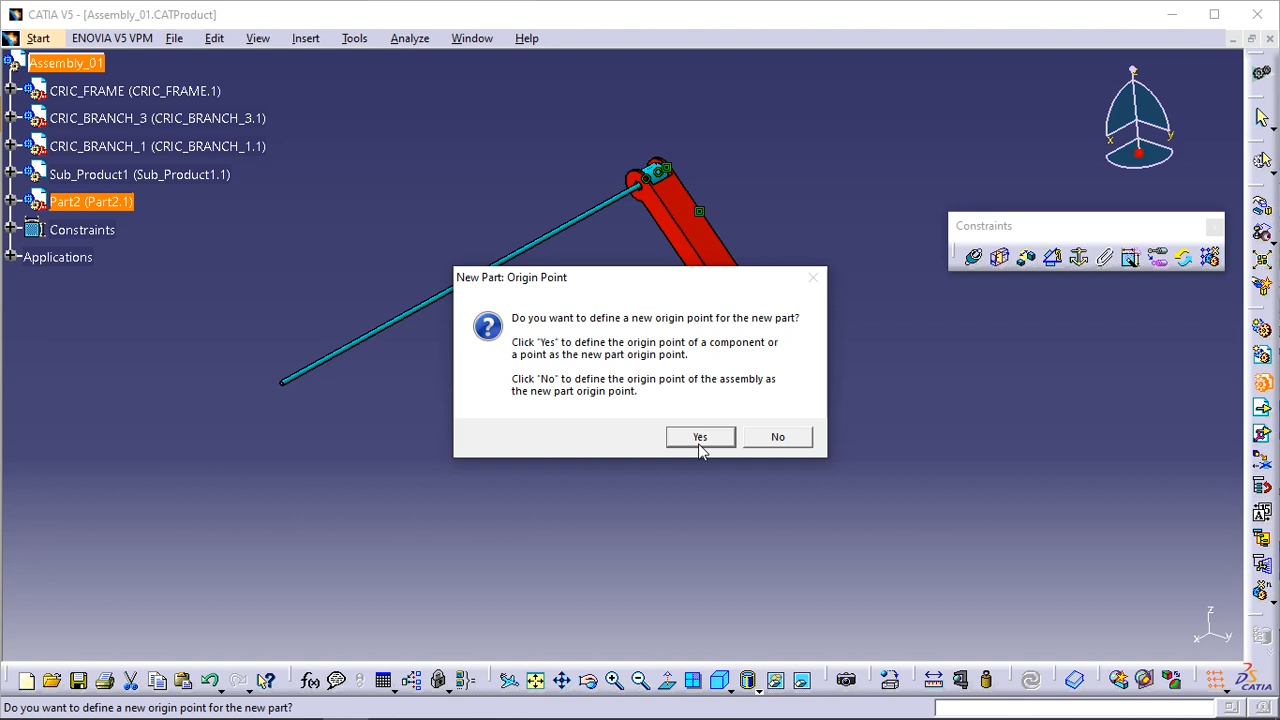 CATIA V5 - [Assembly_01.CATProduct]
Start ENOVIA V5 VPM File Edit View Insert Tools Analyze Window Help
Assembly_01
CRIC_FRAME (CRIC_FRAME.1)
CRIC_BRANCH_3 (CRIC_BRANCH_3.1)
CRIC_BRANCH_1 (CRIC_BRANCH_1.1)
Sub_Product1 (Sub_Product1.1)
Part2 (Part2.1)
Constraints
Applications
z
x
y
Constraints
New Part: Origin Point
Do you want to define a new origin point for the new part?
Click "Yes" to define the origin point of a component or
a point as the new part origin point.
Click "No" to define the origin point of the assembly as
the new part origin point.
Yes No
z
x y
f(x)
DS CATIA
Do you want to define a new origin point for the new part?